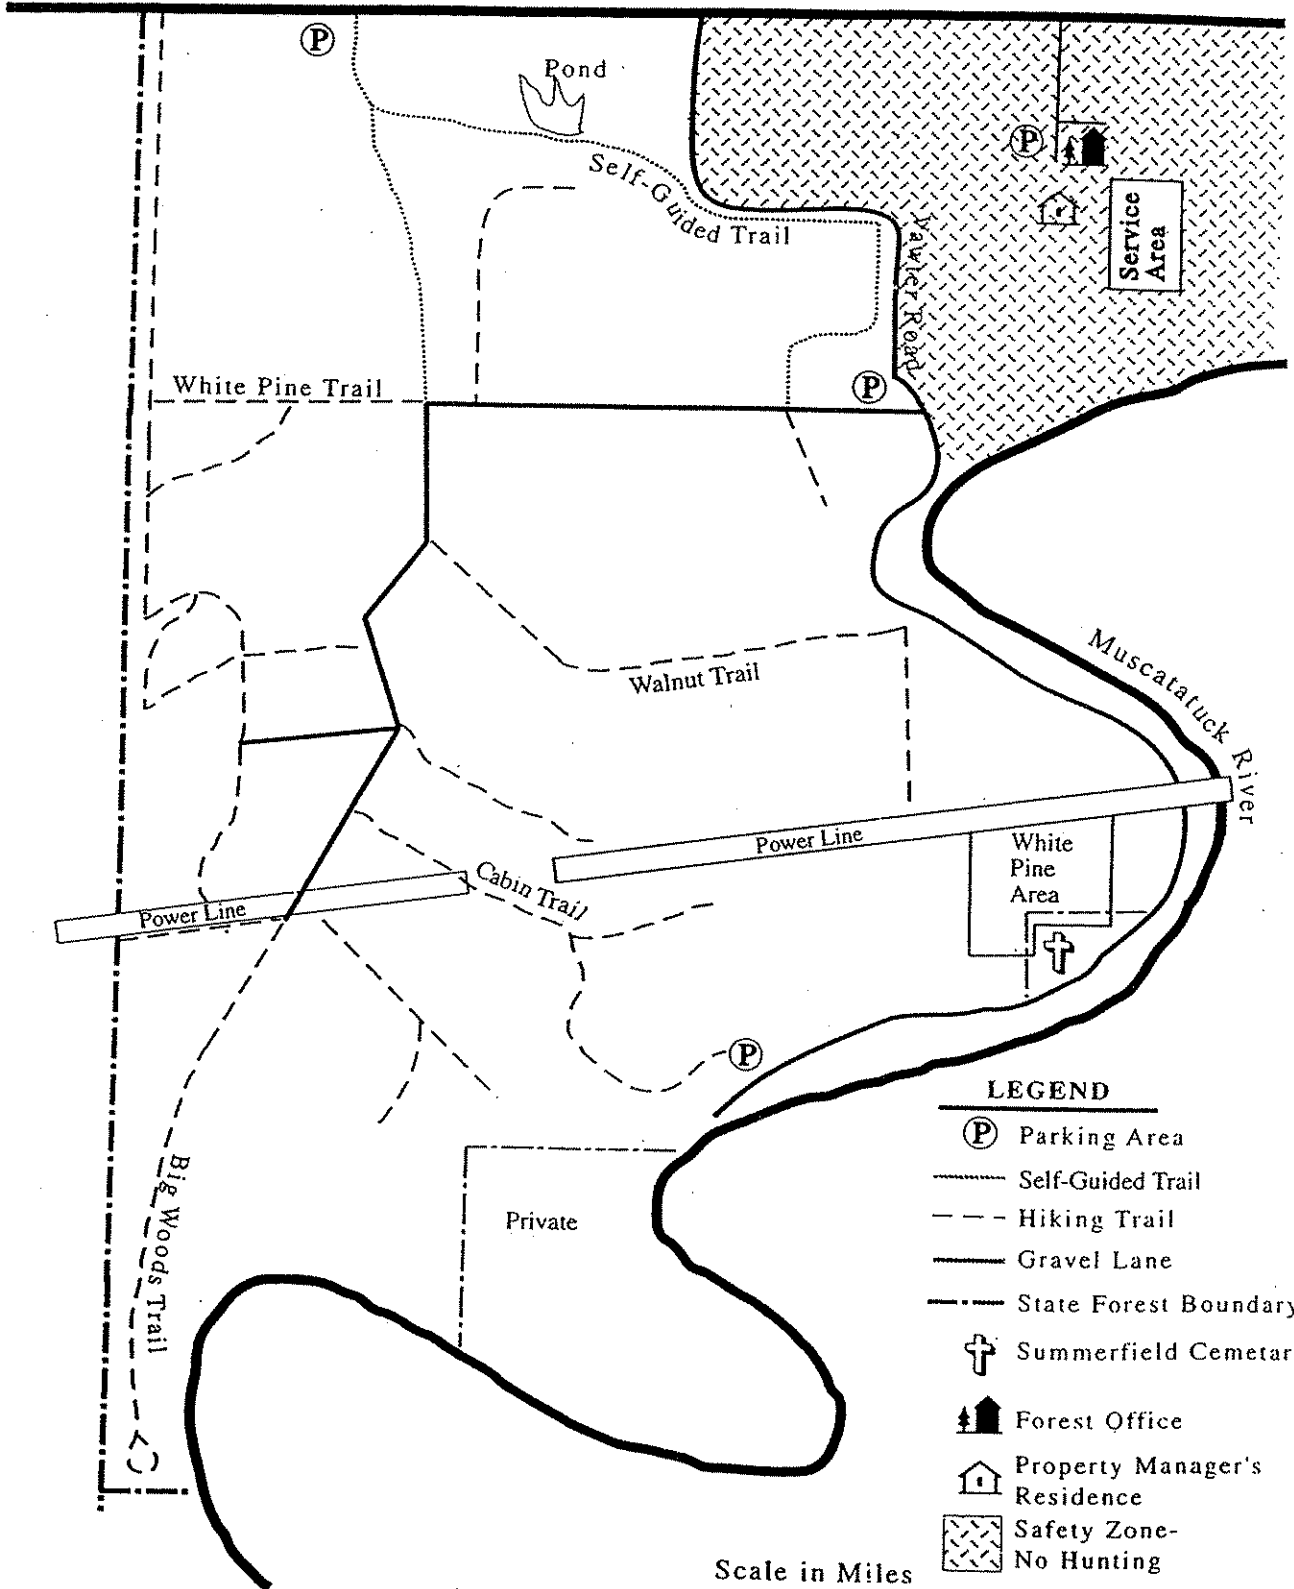 P
Pond
P
Self-Guided Trail
Service
Area
Vawter Road
White Pine Trail
P
Walnut Trail
Muscatatuck River
Power Line
White
Pine
Area
Cabin Trail
Power Line
P
Big Woods Trail
Private
LEGEND
P Parking Area
Self-Guided Trail
Hiking Trail
Gravel Lane
State Forest Boundary
Summerfield Cemetar
Forest Office
Property Manager's
Residence
Safety Zone-
No Hunting
Scale in Miles